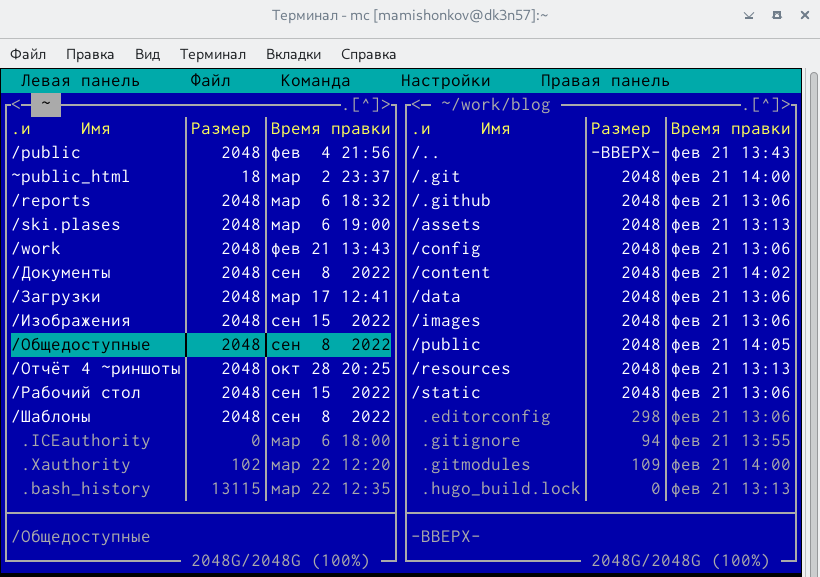 Терминал - mc [mamishonkov@dk3n57]:~
Файл Правка Вид Терминал Вкладки Справка
Левая панель Файл Команда Настройки Правая панель
<─ ~ .[^]> <─ ~/work/blog .[^]>
.и Имя Размер Время правки .и Имя Размер Время правки
/public 2048 фев 4 21:56 /.. -ВВЕРХ- фев 21 13:43
~public_html 18 мар 2 23:37 /.git 2048 фев 21 14:00
/reports 2048 мар 6 18:32 /.github 2048 фев 21 13:06
/ski.plases 2048 мар 6 19:00 /assets 2048 фев 21 13:13
/work 2048 фев 21 13:43 /config 2048 фев 21 13:06
/Документы 2048 сен 8 2022 /content 2048 фев 21 14:02
/Загрузки 2048 мар 17 12:41 /data 2048 фев 21 13:06
/Изображения 2048 сен 15 2022 /images 2048 фев 21 13:06
/Общедоступные 2048 сен 8 2022 /public 2048 фев 21 14:05
/Отчёт 4 ~риншоты 2048 окт 28 20:25 /resources 2048 фев 21 13:13
/Рабочий стол 2048 сен 15 2022 /static 2048 фев 21 13:06
/Шаблоны 2048 сен 8 2022 .editorconfig 298 фев 21 13:06
.ICEauthority 0 мар 6 18:00 .gitignore 94 фев 21 13:55
.Xauthority 102 мар 22 12:20 .gitmodules 109 фев 21 14:00
.bash_history 13115 мар 22 12:35 .hugo_build.lock 0 фев 21 13:13
/Общедоступные -ВВЕРХ-
2048G/2048G (100%) 2048G/2048G (100%)